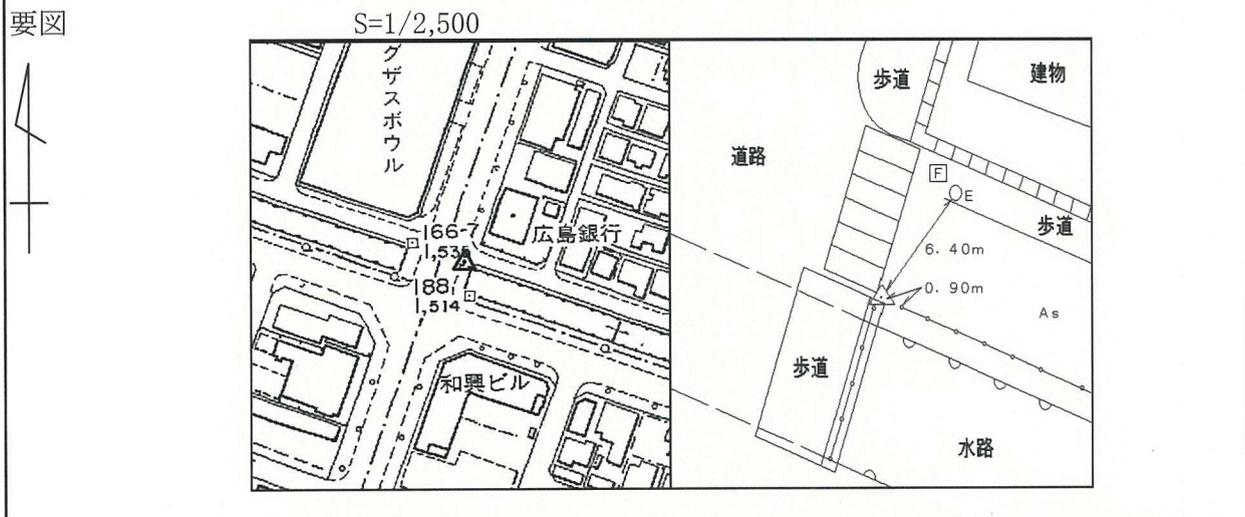 要図
S=1/2,500
クザスボウル
166-7
1,535
広島銀行
188
1,514
和興ビル
歩道
建物
道路
F
E
歩道
6.40m
0.90m
As
歩道
水路